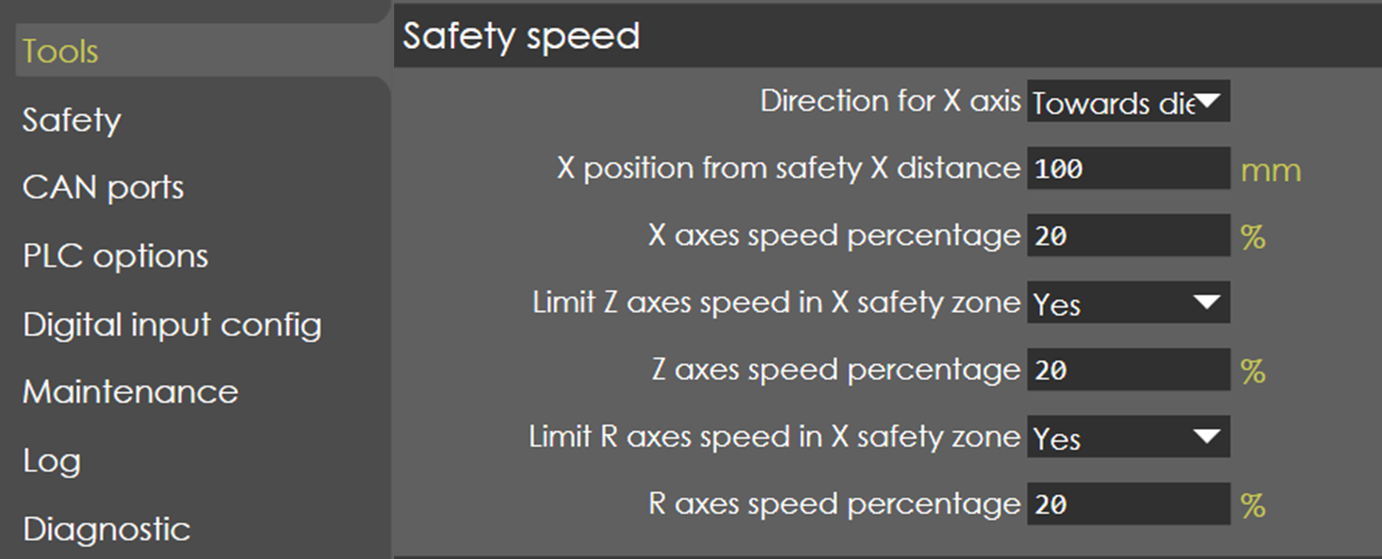 Tools
Safety
CAN ports
PLC options
Digital input config
Maintenance
Log
Diagnostic
Safety speed
Direction for X axis Towards die
X position from safety X distance 100 mm
X axes speed percentage 20 %
Limit Z axes speed in X safety zone Yes
Z axes speed percentage 20 %
Limit R axes speed in X safety zone Yes
R axes speed percentage 20 %